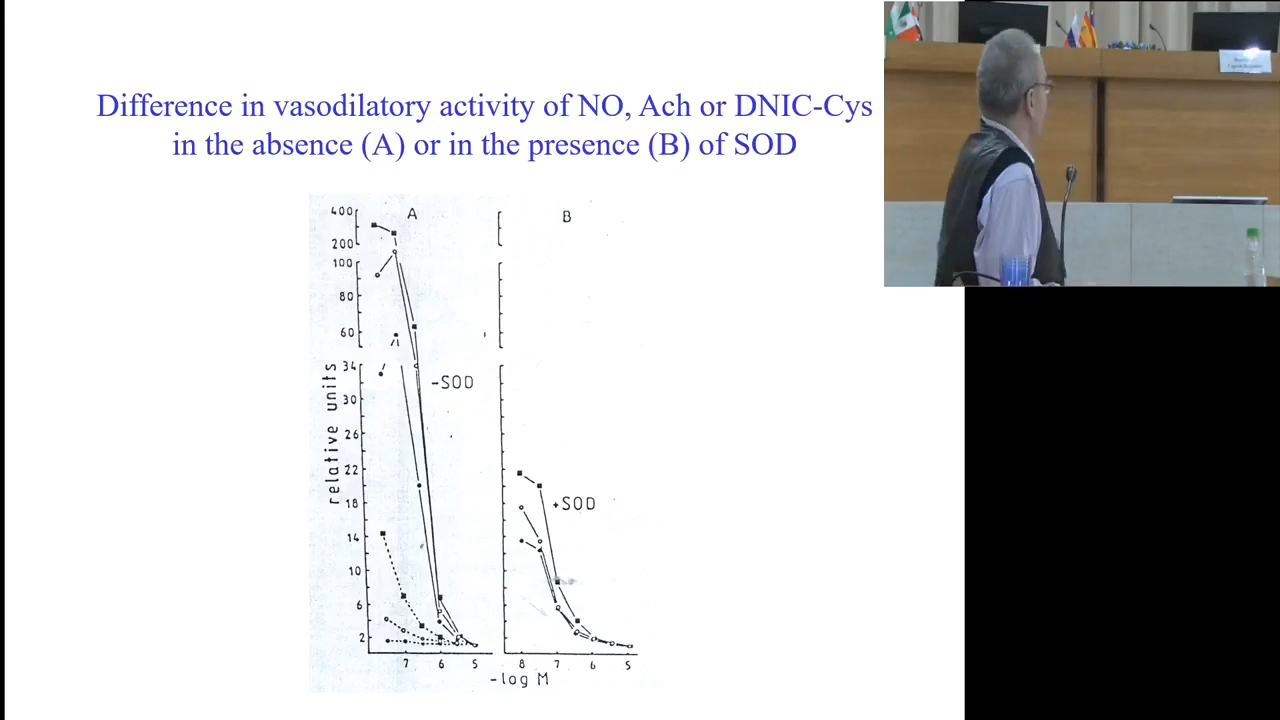 Difference in vasodilatory activity of NO, Ach or DNIC-Cys
in the absence (A) or in the presence (B) of SOD
A
B
400
200
100
80
60
34
30
26
22
18
14
10
6
2
relative units
-SOD
+SOD
7 6 5
8 7 6 5
-log M